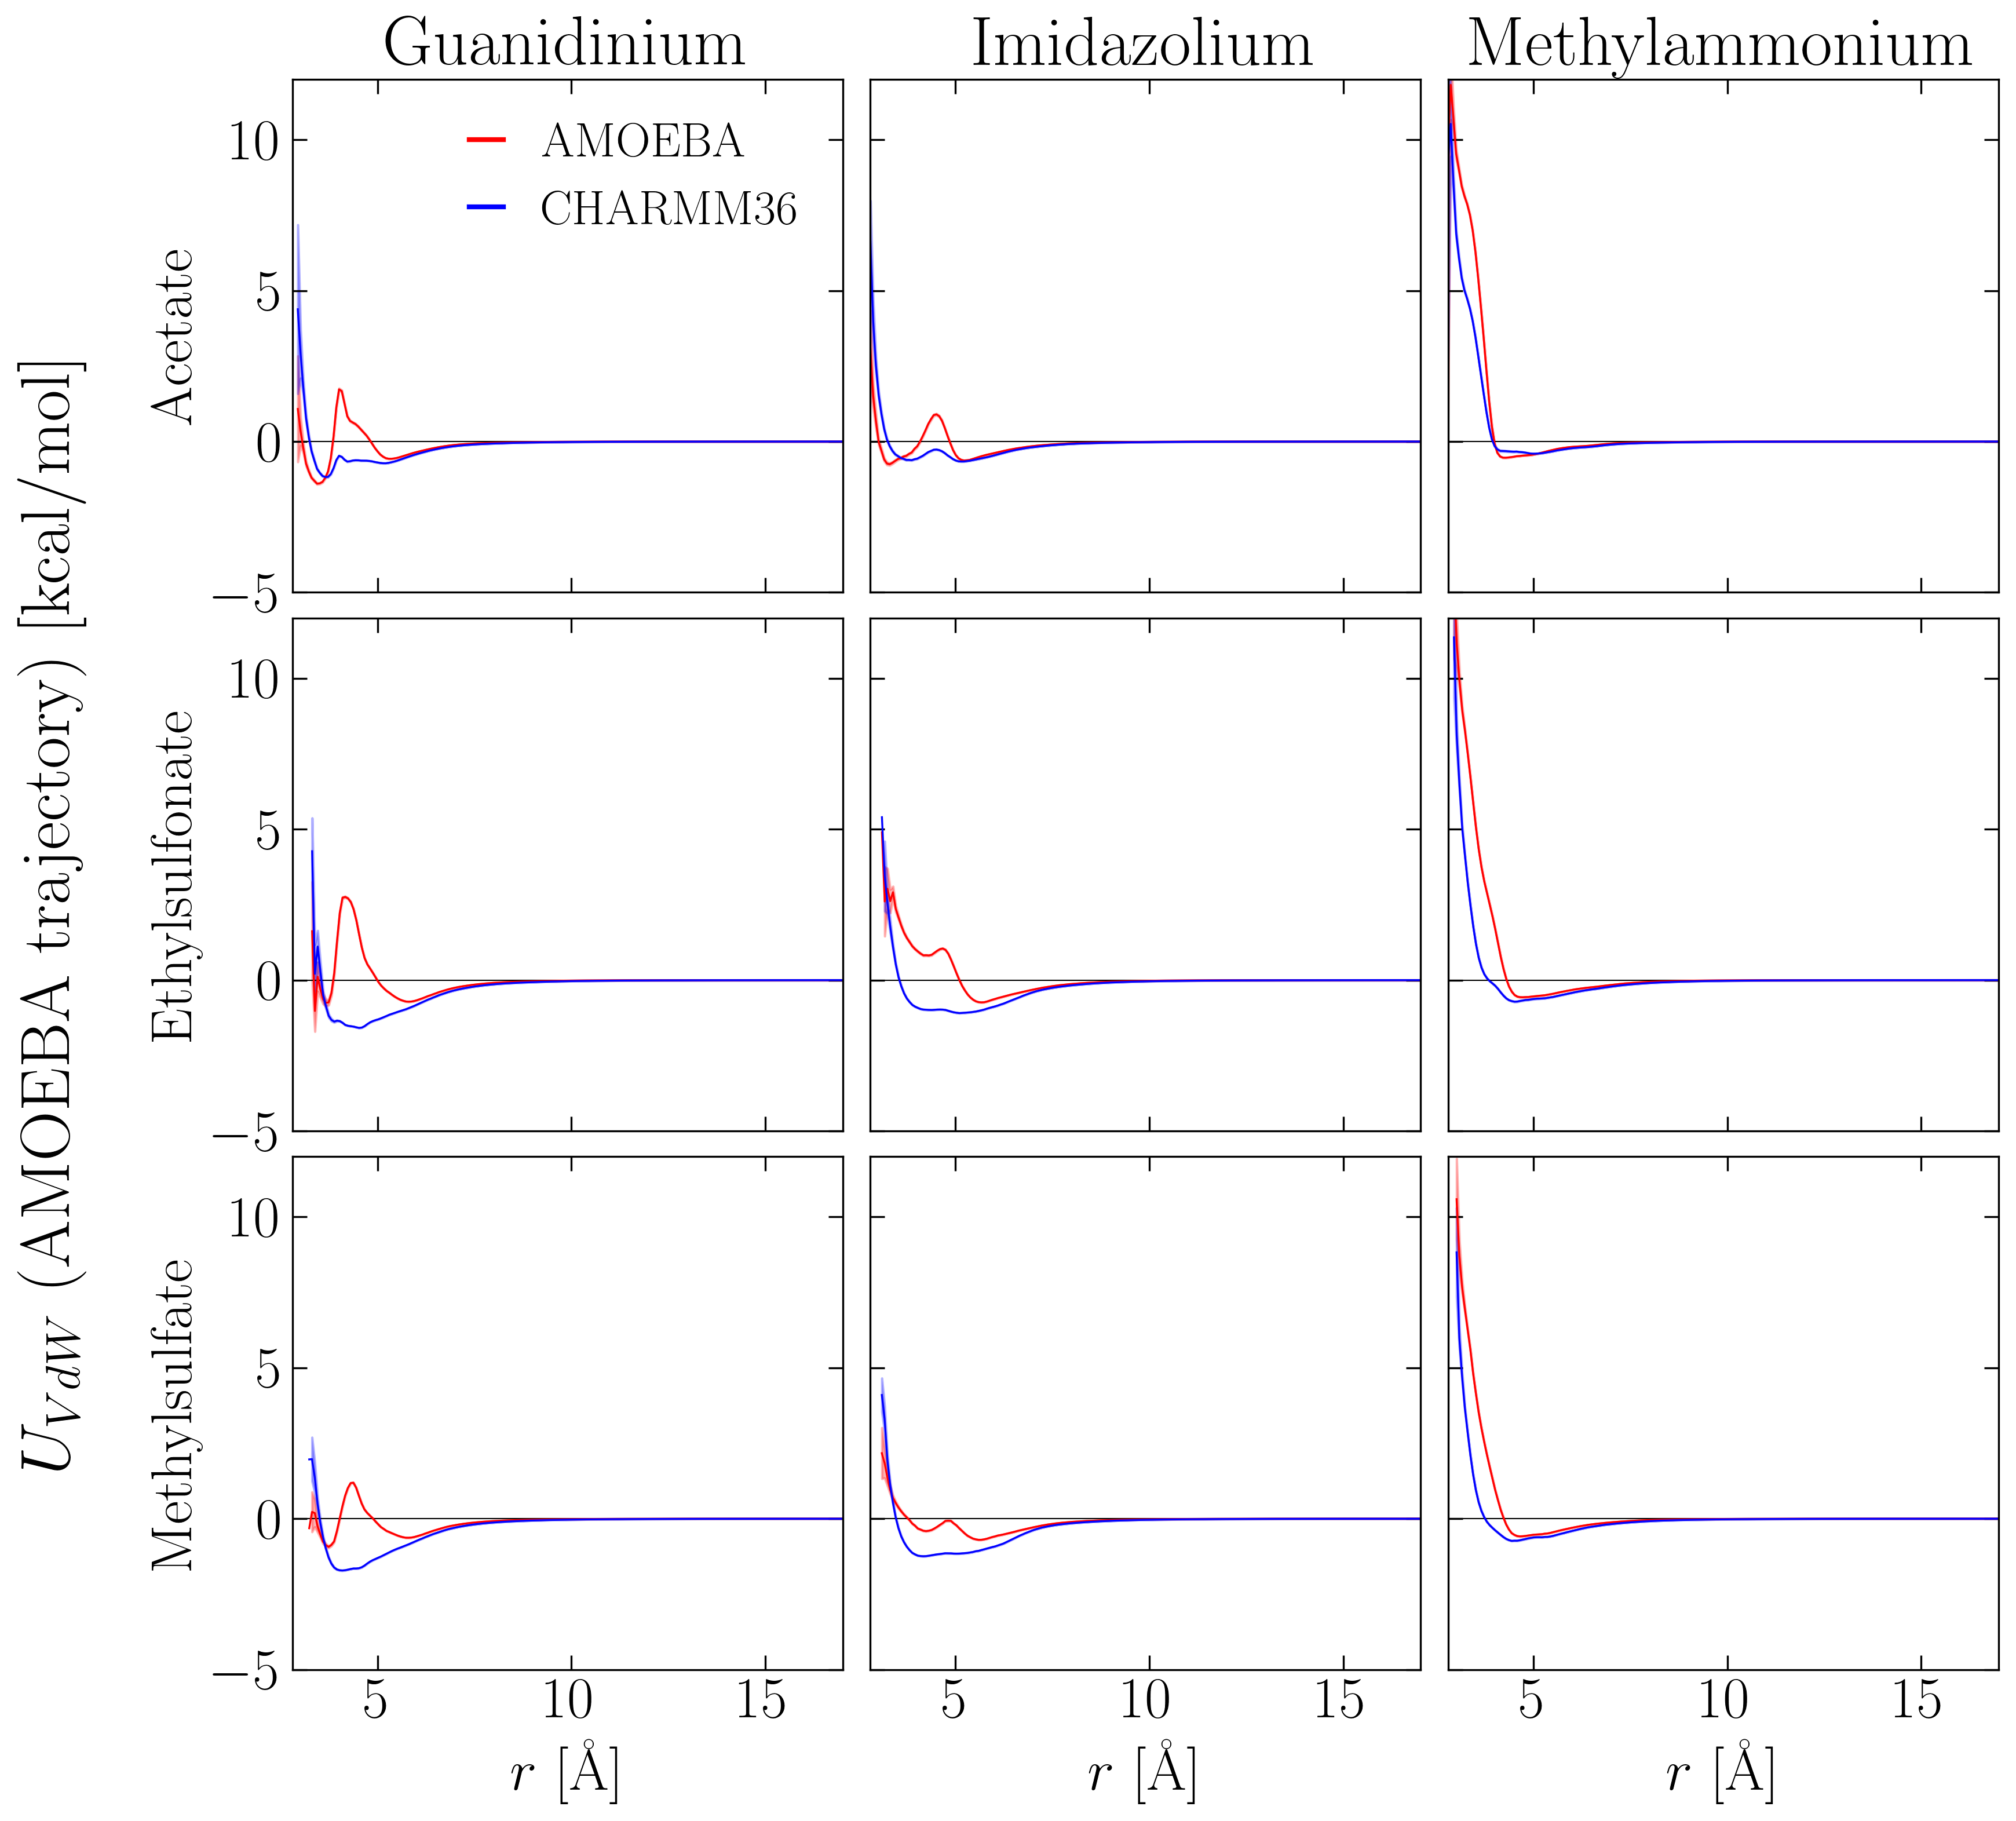 Guanidinium Imidazolium Methylammonium
AMOEBA
CHARMM36
U_{VdW} (AMOEBA trajectory) [kcal/mol]
Acetate
10
5
0
−5
Ethylsulfonate
10
5
0
−5
Methylsulfate
10
5
0
−5
5 10 15 5 10 15 5 10 15
r [Å] r [Å] r [Å]